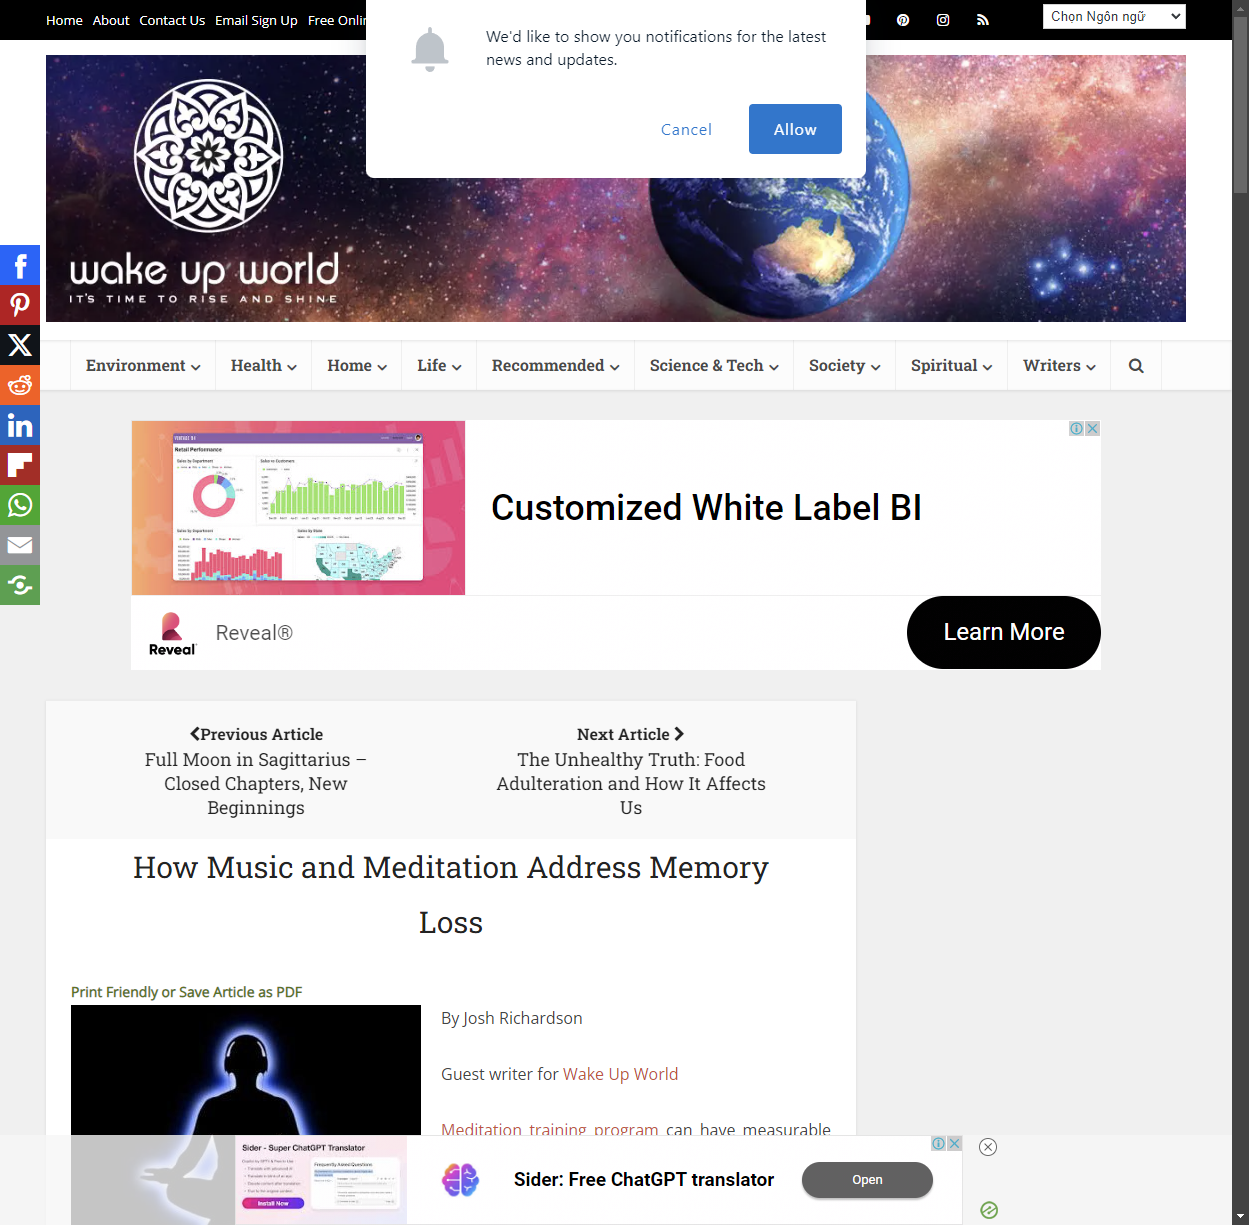 Home About Contact Us Email Sign Up Free Onlin
Chọn Ngôn ngữ
We'd like to show you notifications for the latest
news and updates.
Cancel
Allow
wake up world
IT'S TIME TO RISE AND SHINE
Environment Health Home Life Recommended Science & Tech Society Spiritual Writers
Retail Performance
Customized White Label BI
Reveal
Reveal®
Learn More
Previous Article
Full Moon in Sagittarius –
Closed Chapters, New
Beginnings
Next Article
The Unhealthy Truth: Food
Adulteration and How It Affects
Us
How Music and Meditation Address Memory
Loss
Print Friendly or Save Article as PDF
By Josh Richardson
Guest writer for Wake Up World
Meditation training program can have measurable
Sider - Super ChatGPT Translator
Install Now
Frequently Asked Questions
Sider: Free ChatGPT translator
Open